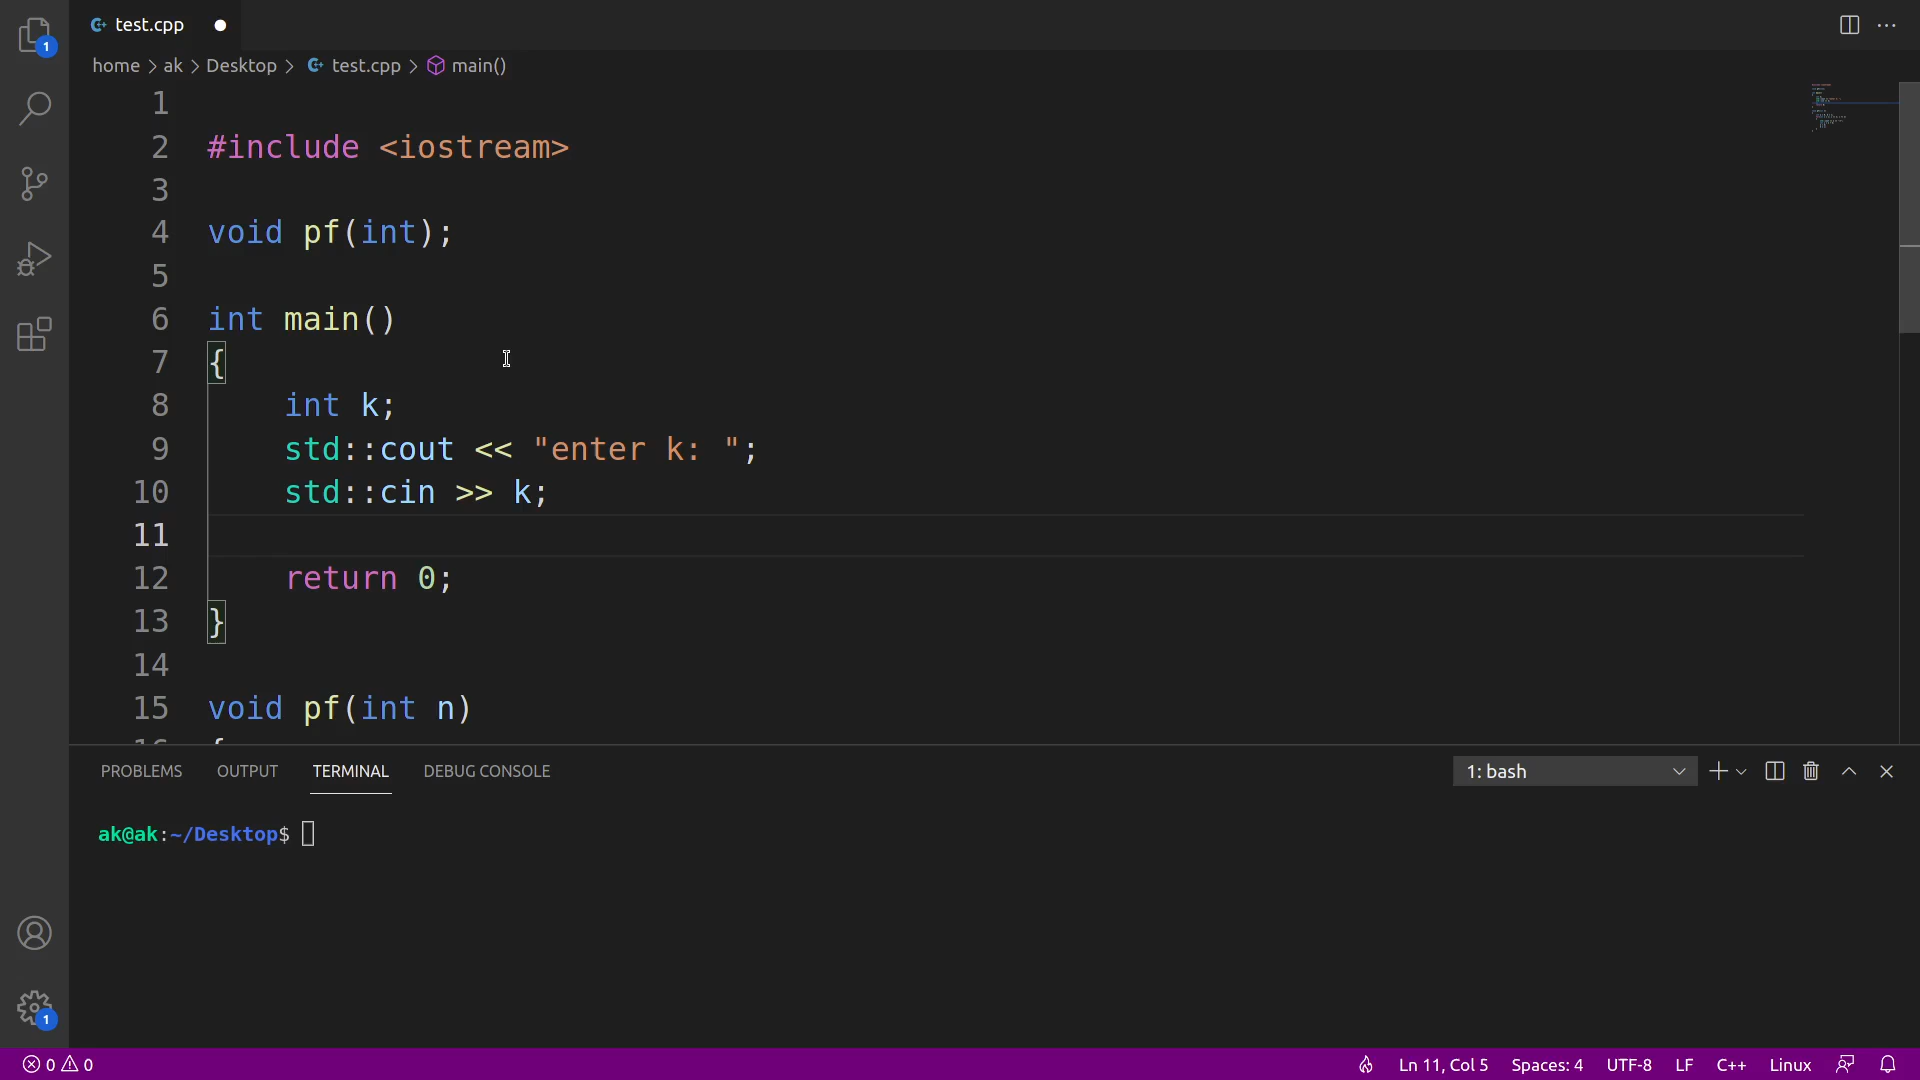 test.cpp
home > ak > Desktop > test.cpp > main()
1
2 #include <iostream>
3
4 void pf(int);
5
6 int main()
7 {
8 int k;
9 std::cout << "enter k: ";
10 std::cin >> k;
11
12 return 0;
13 }
14
15 void pf(int n)
16 {
PROBLEMS OUTPUT TERMINAL DEBUG CONSOLE 1: bash
ak@ak:~/Desktop$
1
1
0 0 Ln 11, Col 5 Spaces: 4 UTF-8 LF C++ Linux